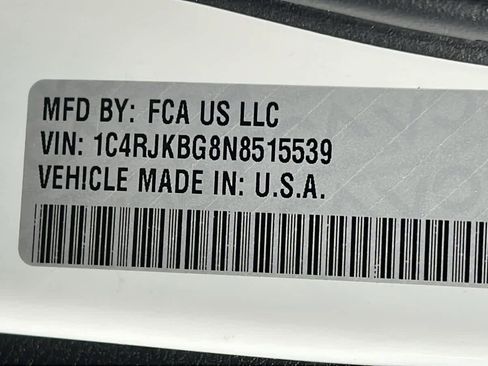 MFD BY: FCA US LLC
VIN: 1C4RJKBG8N8515539
VEHICLE MADE IN: U.S.A.